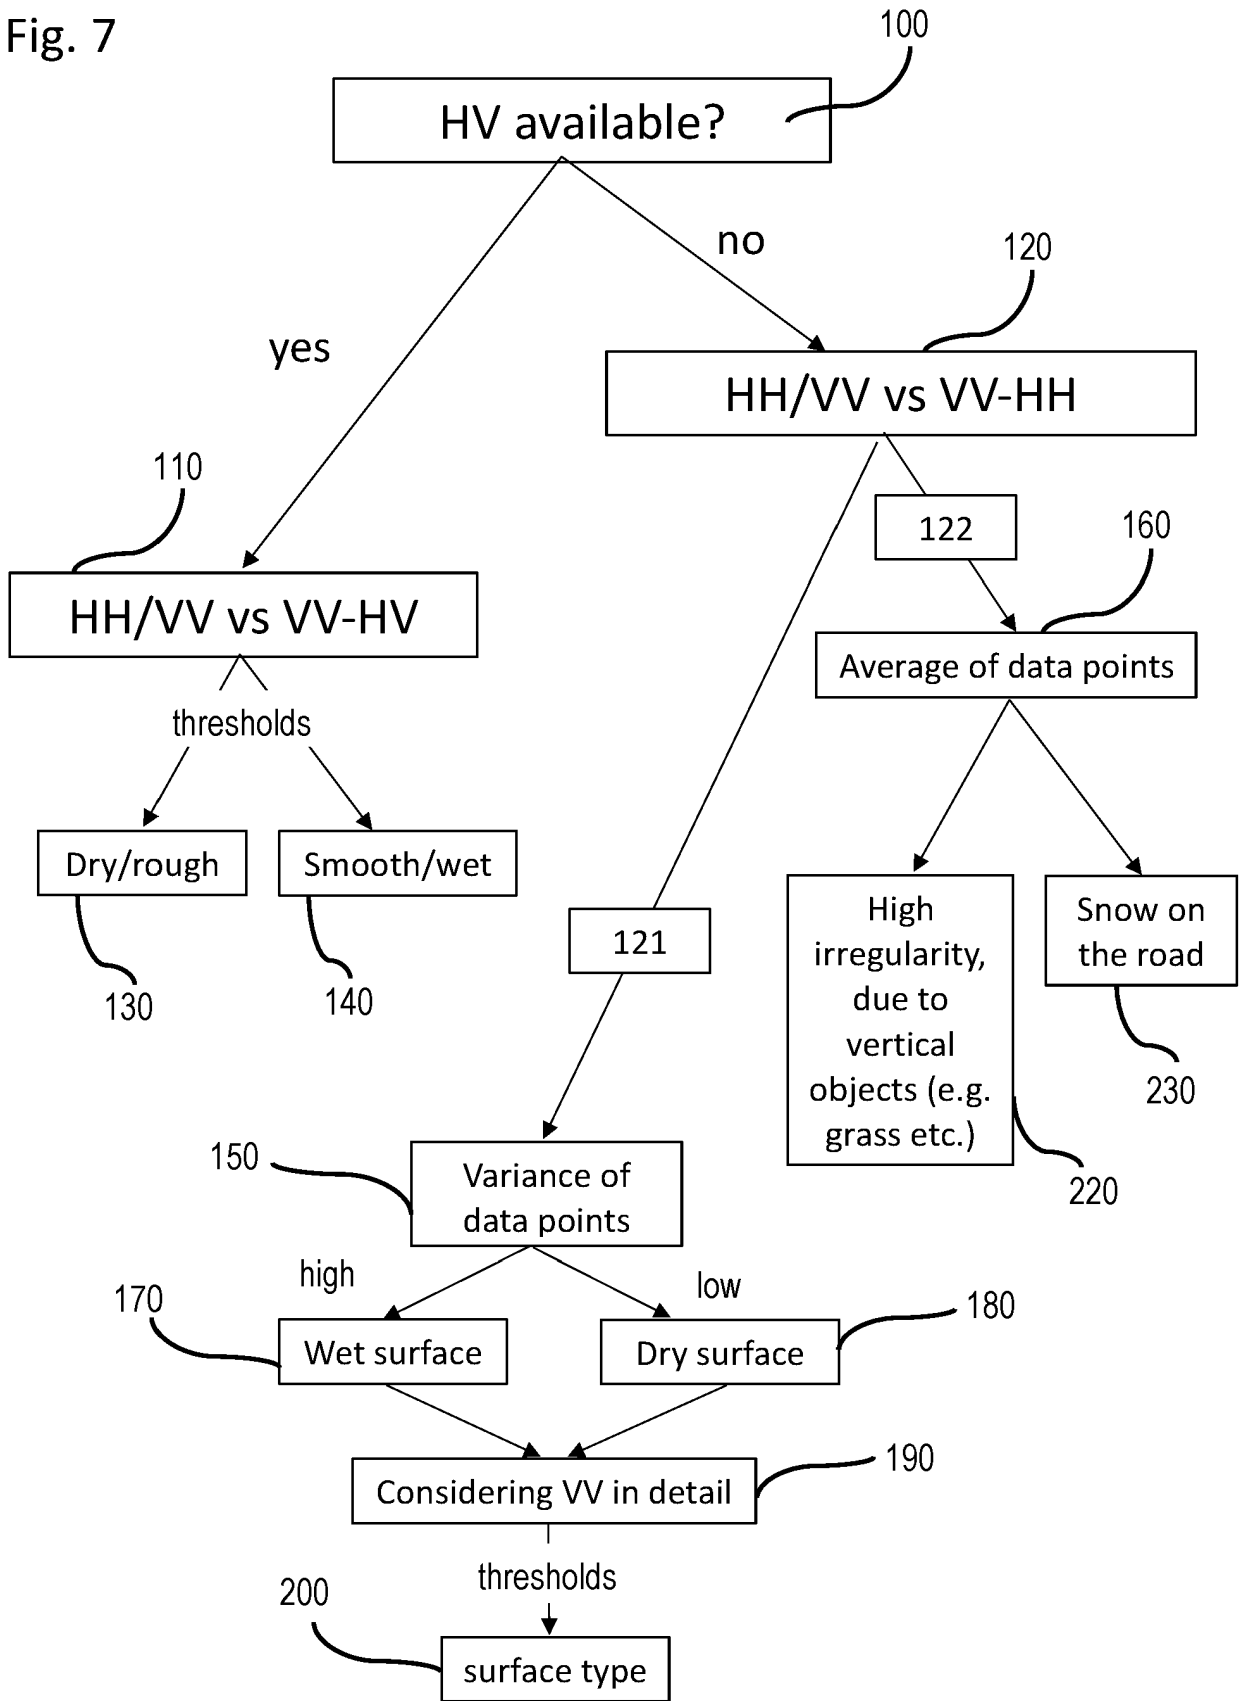 Fig. 7
100
HV available?
no
120
yes
HH/VV vs VV-HH
110
122
160
HH/VV vs VV-HV
Average of data points
thresholds
Dry/rough
Smooth/wet
121
High
irregularity,
due to
vertical
objects (e.g.
grass etc.)
Snow on
the road
130
140
230
220
150
Variance of
data points
high
low
170
180
Wet surface
Dry surface
190
Considering VV in detail
thresholds
200
surface type